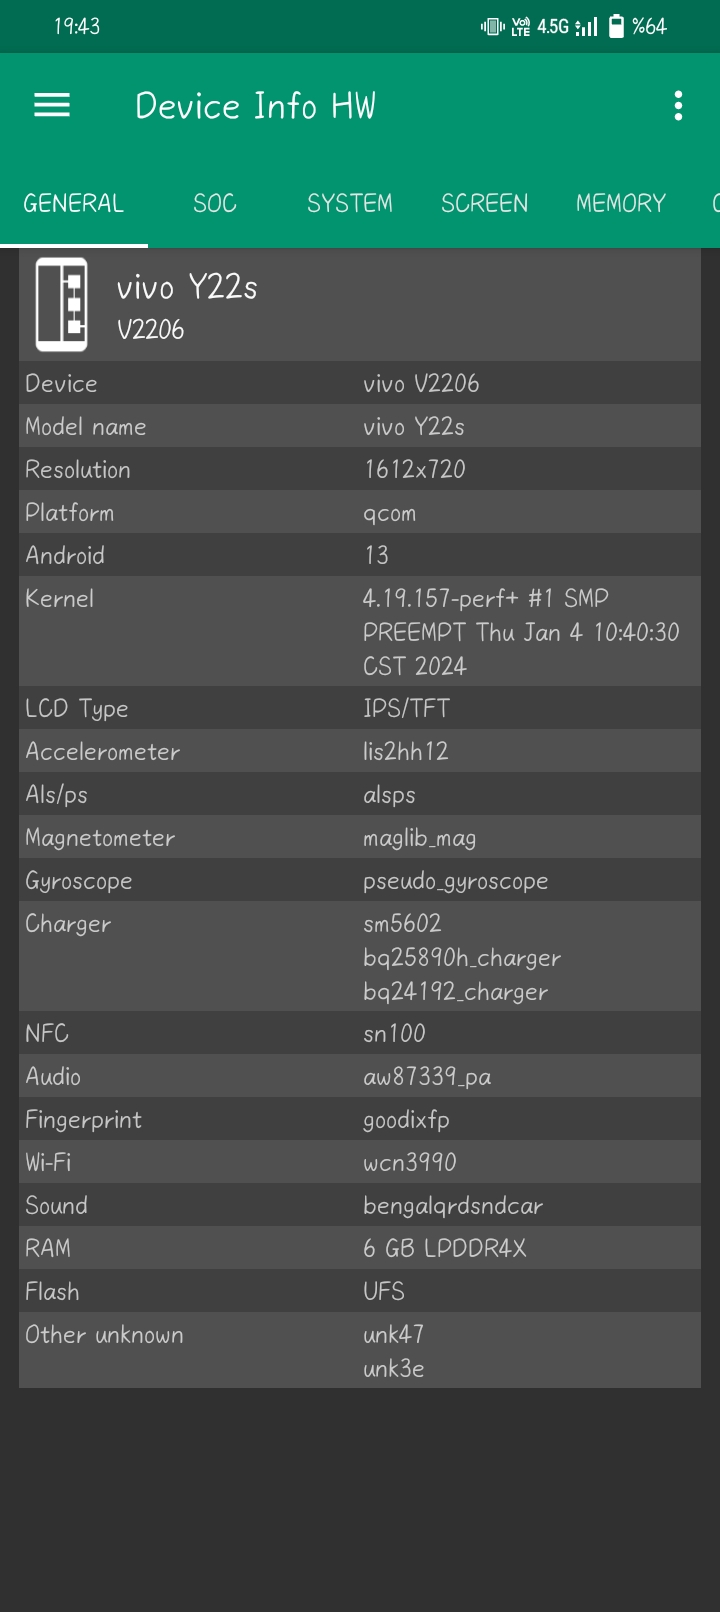 19:43 VoLTE 4.5G %64
Device Info HW
GENERAL SOC SYSTEM SCREEN MEMORY
vivo Y22s
V2206
Device vivo V2206
Model name vivo Y22s
Resolution 1612x720
Platform qcom
Android 13
Kernel 4.19.157-perf+ #1 SMP
PREEMPT Thu Jan 4 10:40:30
CST 2024
LCD Type IPS/TFT
Accelerometer lis2hh12
Als/ps alsps
Magnetometer maglib_mag
Gyroscope pseudo_gyroscope
Charger sm5602
bq25890h_charger
bq24192_charger
NFC sn100
Audio aw87339_pa
Fingerprint goodixfp
Wi-Fi wcn3990
Sound bengalqrdsndcar
RAM 6 GB LPDDR4X
Flash UFS
Other unknown unk47
unk3e